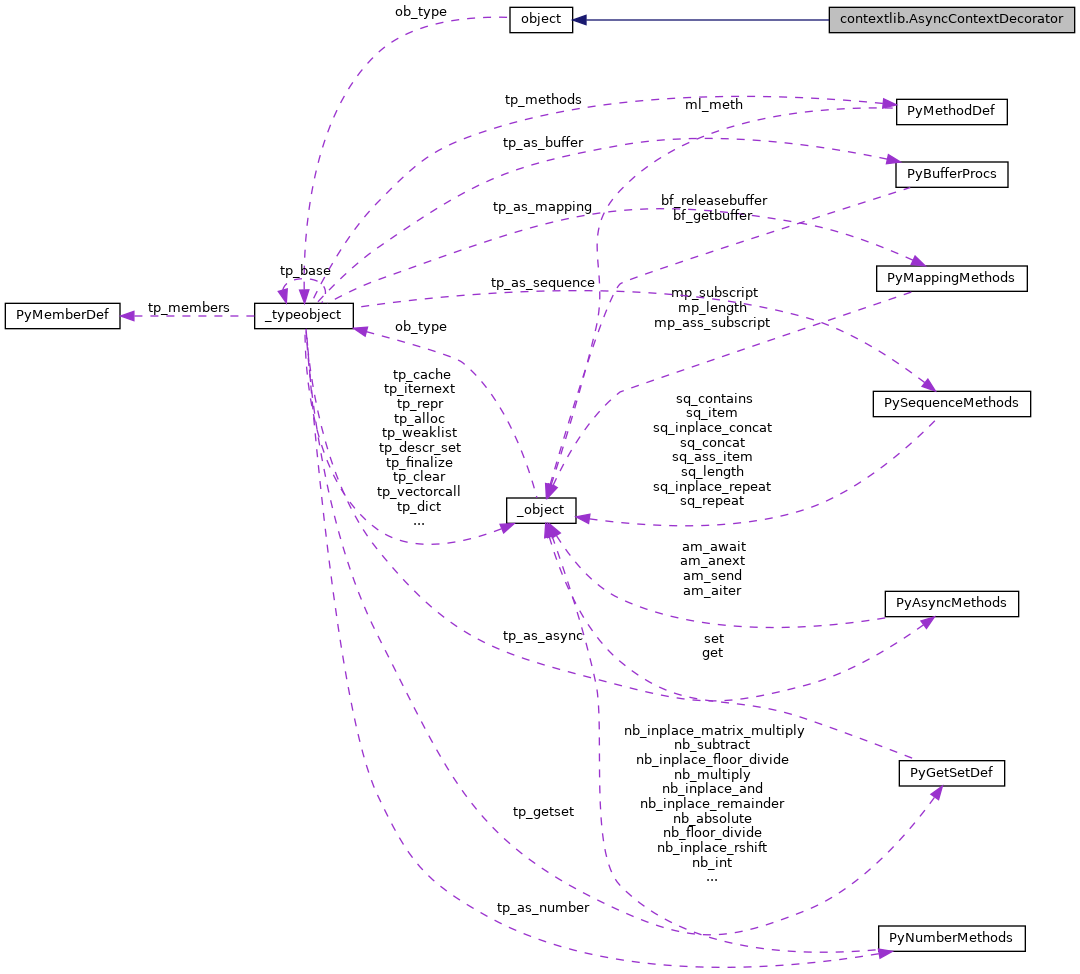 ob_type
object
contextlib.AsyncContextDecorator
tp_methods
ml_meth
PyMethodDef
tp_as_buffer
PyBufferProcs
tp_as_mapping
bf_releasebuffer
bf_getbuffer
tp_base
PyMappingMethods
tp_as_sequence
mp_subscript
mp_length
mp_ass_subscript
PyMemberDef
tp_members
_typeobject
ob_type
tp_cache
tp_iternext
tp_repr
tp_alloc
tp_weaklist
tp_descr_set
tp_finalize
tp_clear
tp_vectorcall
tp_dict
...
sq_contains
sq_item
sq_inplace_concat
sq_concat
sq_ass_item
sq_length
sq_inplace_repeat
sq_repeat
PySequenceMethods
_object
am_await
am_anext
am_send
am_aiter
PyAsyncMethods
tp_as_async
set
get
nb_inplace_matrix_multiply
nb_subtract
nb_inplace_floor_divide
nb_multiply
nb_inplace_and
nb_inplace_remainder
nb_absolute
nb_floor_divide
nb_inplace_rshift
nb_int
...
PyGetSetDef
tp_getset
tp_as_number
PyNumberMethods